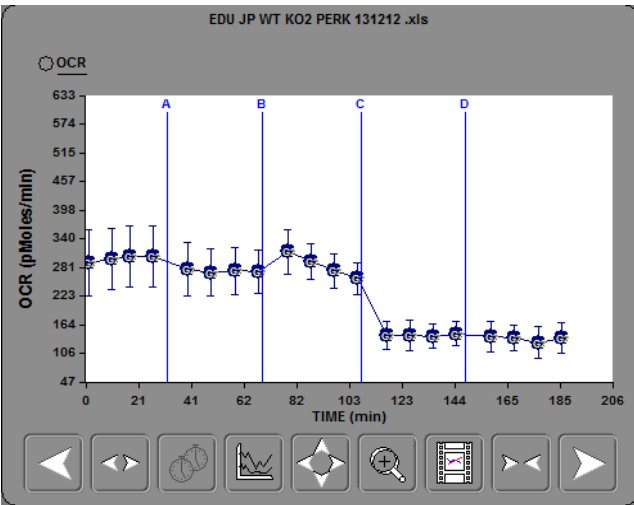 EDU JP WT KO2 PERK 131212 .xls
OCR
A B C D
633
574
515
457
398
340
281
223
164
106
47
OCR (pMoles/min)
G G G G G G G G G G G G G G G G G G G G
0 21 41 62 82 103 123 144 165 185 206
TIME (min)